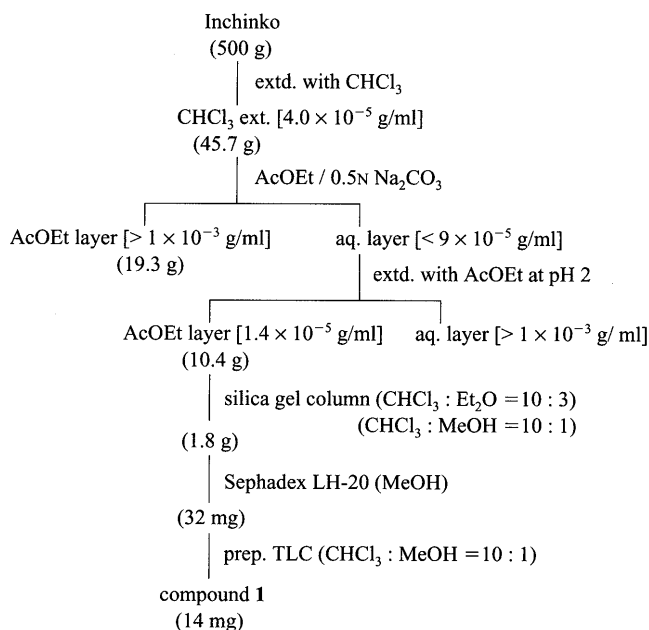 Inchinko
(500 g)
extd. with CHCl₃
CHCl₃ ext. [4.0 × 10⁻⁵ g/ml]
(45.7 g)
AcOEt / 0.5N Na₂CO₃
AcOEt layer [> 1 × 10⁻³ g/ml] aq. layer [< 9 × 10⁻⁵ g/ml]
(19.3 g)
extd. with AcOEt at pH 2
AcOEt layer [1.4 × 10⁻⁵ g/ml] aq. layer [> 1 × 10⁻³ g/ ml]
(10.4 g)
silica gel column (CHCl₃ : Et₂O = 10 : 3)
(CHCl₃ : MeOH = 10 : 1)
(1.8 g)
Sephadex LH-20 (MeOH)
(32 mg)
prep. TLC (CHCl₃ : MeOH = 10 : 1)
compound 1
(14 mg)